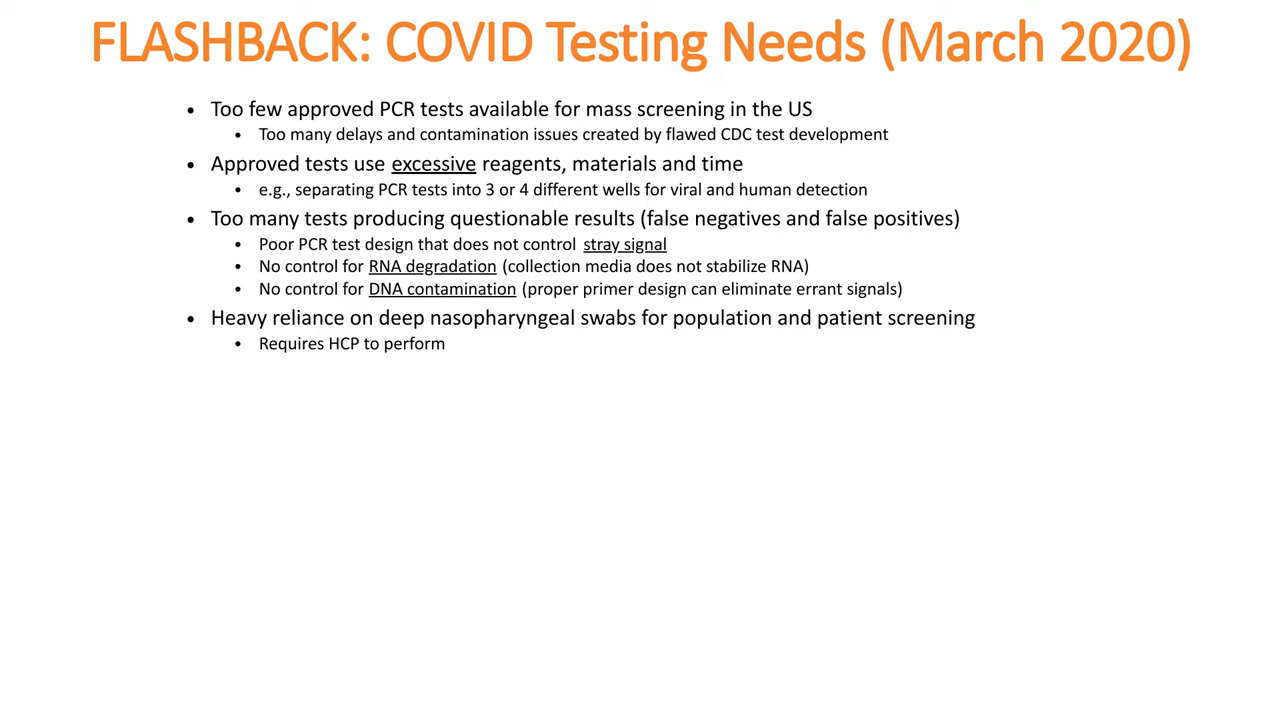 FLASHBACK: COVID Testing Needs (March 2020)
• Too few approved PCR tests available for mass screening in the US
• Too many delays and contamination issues created by flawed CDC test development
• Approved tests use excessive reagents, materials and time
• e.g., separating PCR tests into 3 or 4 different wells for viral and human detection
• Too many tests producing questionable results (false negatives and false positives)
• Poor PCR test design that does not control stray signal
• No control for RNA degradation (collection media does not stabilize RNA)
• No control for DNA contamination (proper primer design can eliminate errant signals)
• Heavy reliance on deep nasopharyngeal swabs for population and patient screening
• Requires HCP to perform